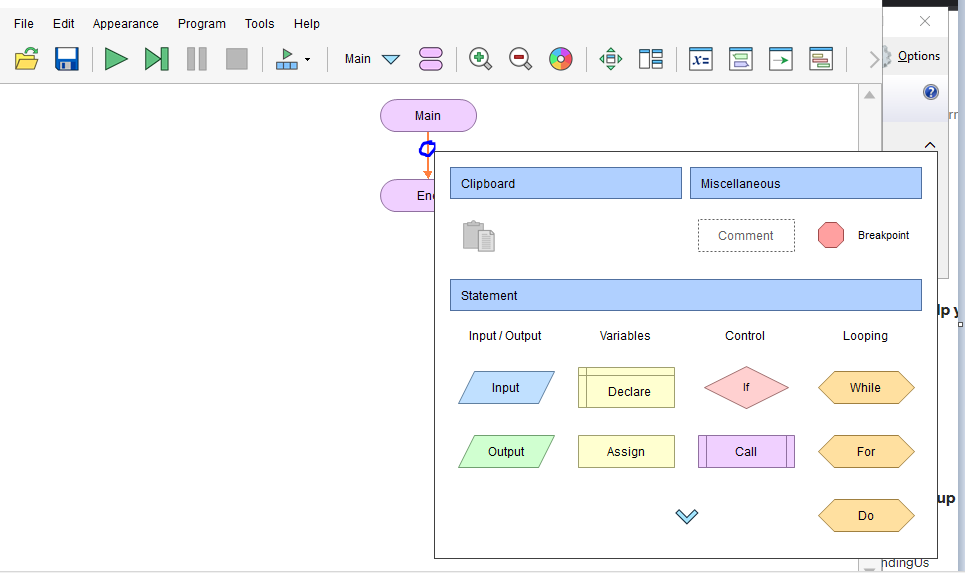 File Edit Appearance Program Tools Help
Main
x=
Options
?
Main
End
Clipboard
Miscellaneous
Comment
Breakpoint
Statement
Input / Output
Variables
Control
Looping
Input
Declare
If
While
Output
Assign
Call
For
Do
lp y
up
ndingUs